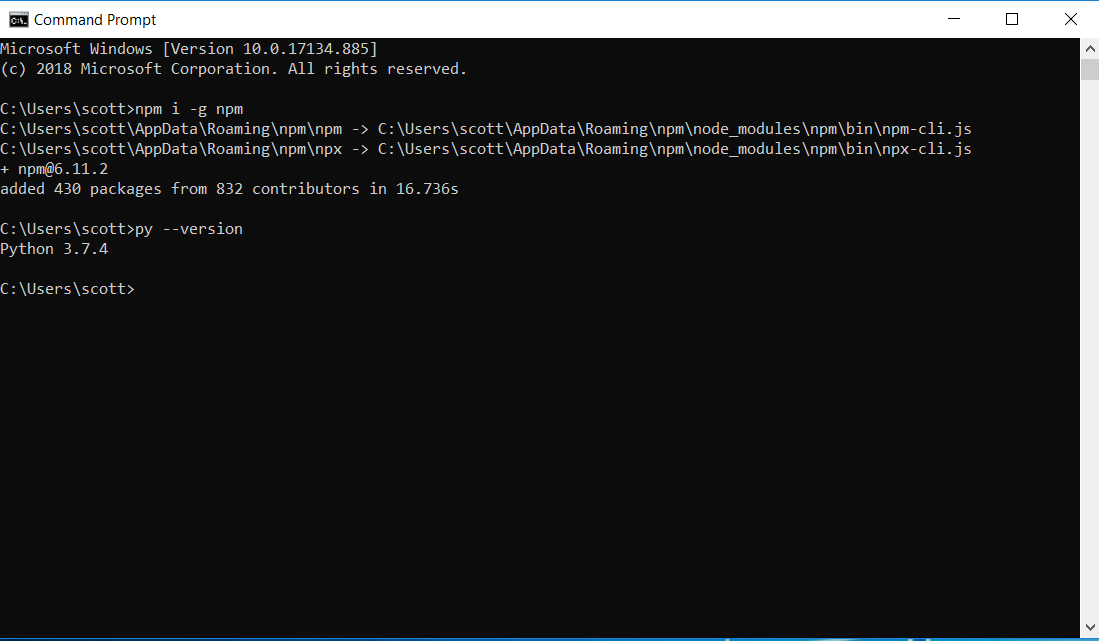 Command Prompt
Microsoft Windows [Version 10.0.17134.885]
(c) 2018 Microsoft Corporation. All rights reserved.
C:\Users\scott>npm i -g npm
C:\Users\scott\AppData\Roaming\npm\npm -> C:\Users\scott\AppData\Roaming\npm\node_modules\npm\bin\npm-cli.js
C:\Users\scott\AppData\Roaming\npm\npx -> C:\Users\scott\AppData\Roaming\npm\node_modules\npm\bin\npx-cli.js
+ npm@6.11.2
added 430 packages from 832 contributors in 16.736s
C:\Users\scott>py --version
Python 3.7.4
C:\Users\scott>